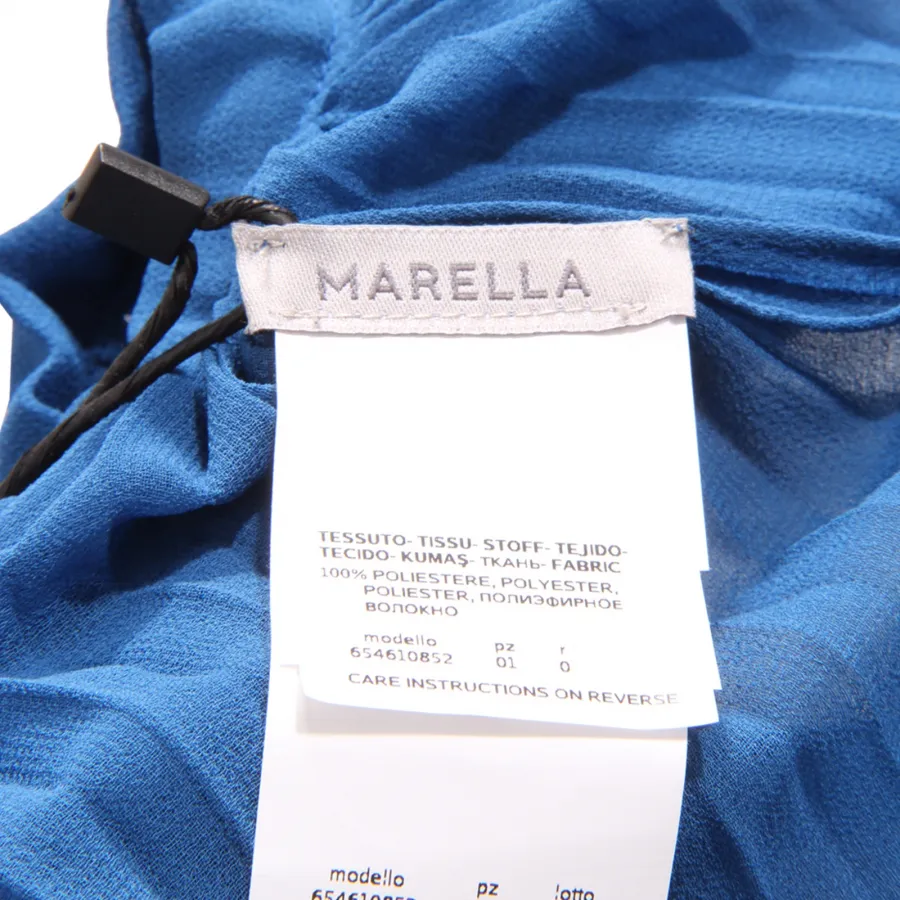 MARELLA
TESSUTO- TISSU- STOFF- TEJIDO-
TECIDO- KUMAŞ- ТКАНЬ- FABRIC
100% POLIESTERE, POLYESTER,
POLIESTER, ПОЛИЭФИРНОЕ
ВОЛОКНО
modello pz r
654610852 01 0
CARE INSTRUCTIONS ON REVERSE
modello pz lotto